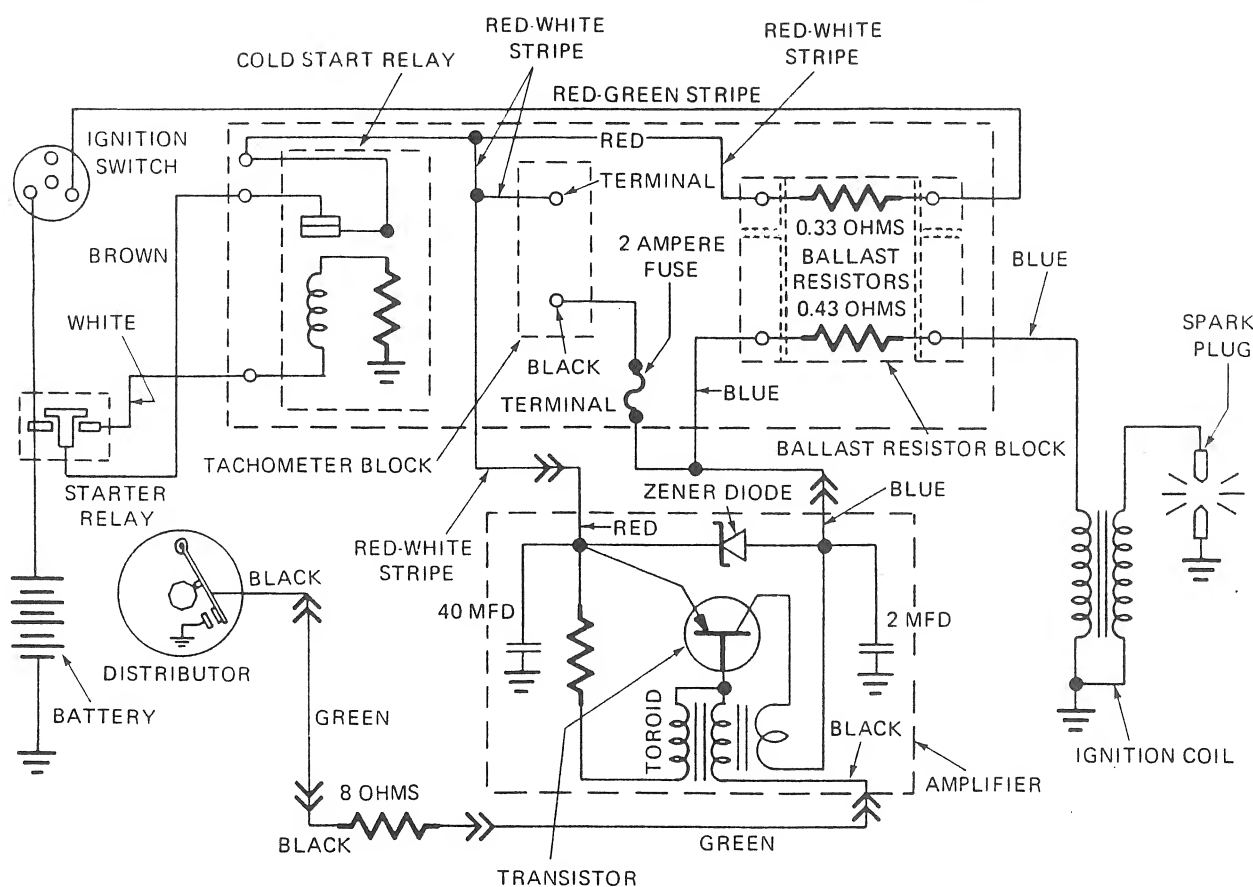 RED-WHITE
STRIPE
RED-WHITE
STRIPE
COLD START RELAY
RED-GREEN STRIPE
IGNITION
SWITCH
RED
TERMINAL
0.33 OHMS
BALLAST
RESISTORS
0.43 OHMS
2 AMPERE
FUSE
BROWN
BLUE
WHITE
SPARK
PLUG
BLACK
TERMINAL
BLUE
TACHOMETER BLOCK
BALLAST RESISTOR BLOCK
STARTER
RELAY
ZENER DIODE
BLUE
RED
RED-WHITE
STRIPE
BLACK
40 MFD
2 MFD
DISTRIBUTOR
BATTERY
GREEN
TOROID
BLACK
IGNITION COIL
AMPLIFIER
8 OHMS
BLACK
GREEN
TRANSISTOR